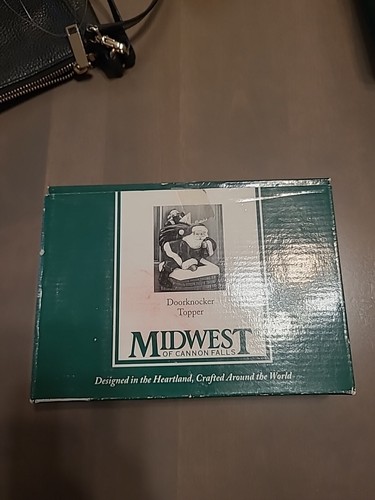 Doorknocker
Topper
MIDWEST
OF CANNON FALLS
Designed in the Heartland, Crafted Around the World